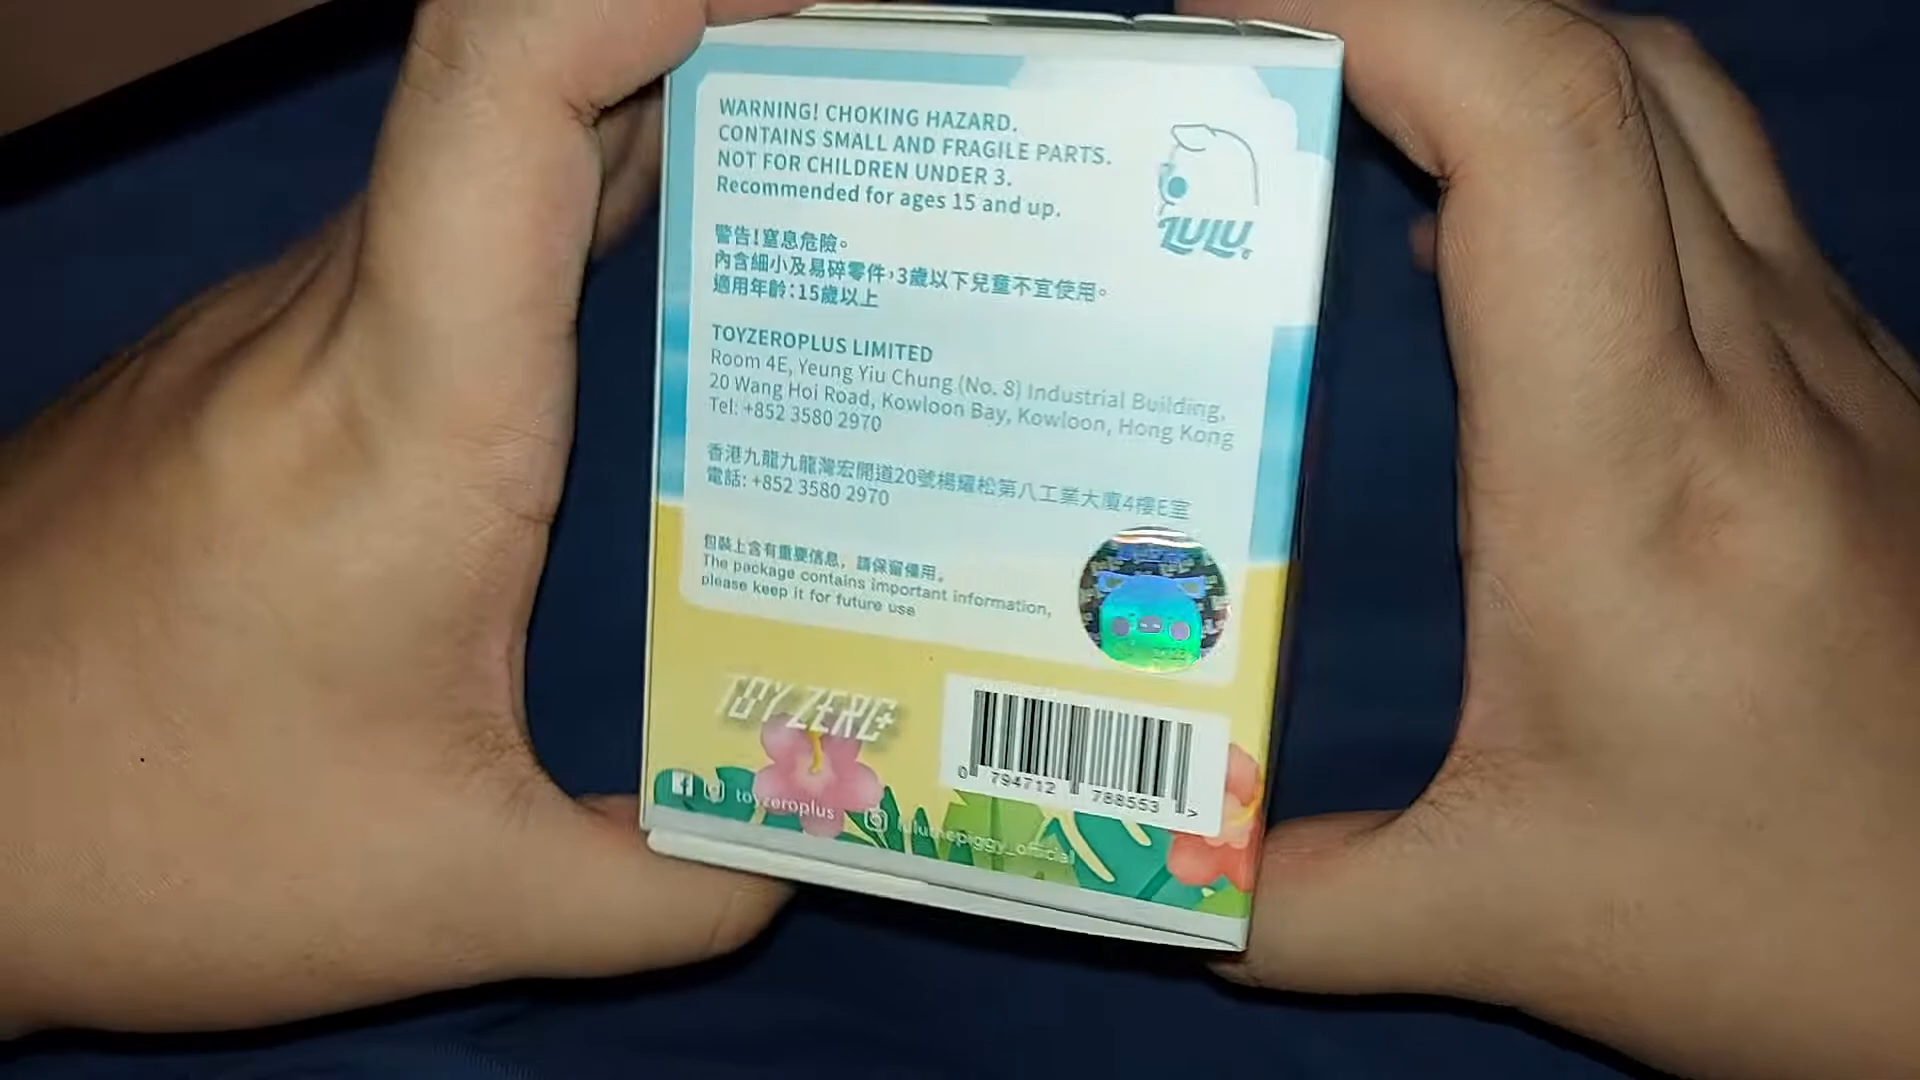 WARNING! CHOKING HAZARD.
CONTAINS SMALL AND FRAGILE PARTS.
NOT FOR CHILDREN UNDER 3.
Recommended for ages 15 and up.
LULU
警告!窒息危險。
內含細小及易碎零件,3歲以下兒童不宜使用。
適用年齡:15歲以上
TOYZEROPLUS LIMITED
Room 4E, Yeung Yiu Chung (No. 8) Industrial Building,
20 Wang Hoi Road, Kowloon Bay, Kowloon, Hong Kong
Tel: +852 3580 2970
香港九龍九龍灣宏開道20號楊耀松第八工業大廈4樓E室
電話: +852 3580 2970
包裝上含有重要信息，請保留備用。
The package contains important information,
please keep it for future use
TOY ZERO+
0 794712 788553 >
toyzeroplus
luluthepiggy_official